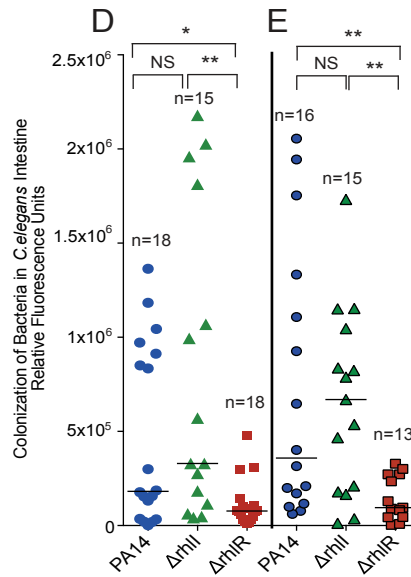 D
E
*
NS
**
**
NS
**
n=15
n=16
n=15
n=18
n=18
n=13
Colonization of Bacteria in C.elegans Intestine
Relative Fluorescence Units
2.5x10⁶
2x10⁶
1.5x10⁶
1x10⁶
5x10⁵
0
PA14
ΔrhlI
ΔrhlR
PA14
ΔrhlI
ΔrhlR